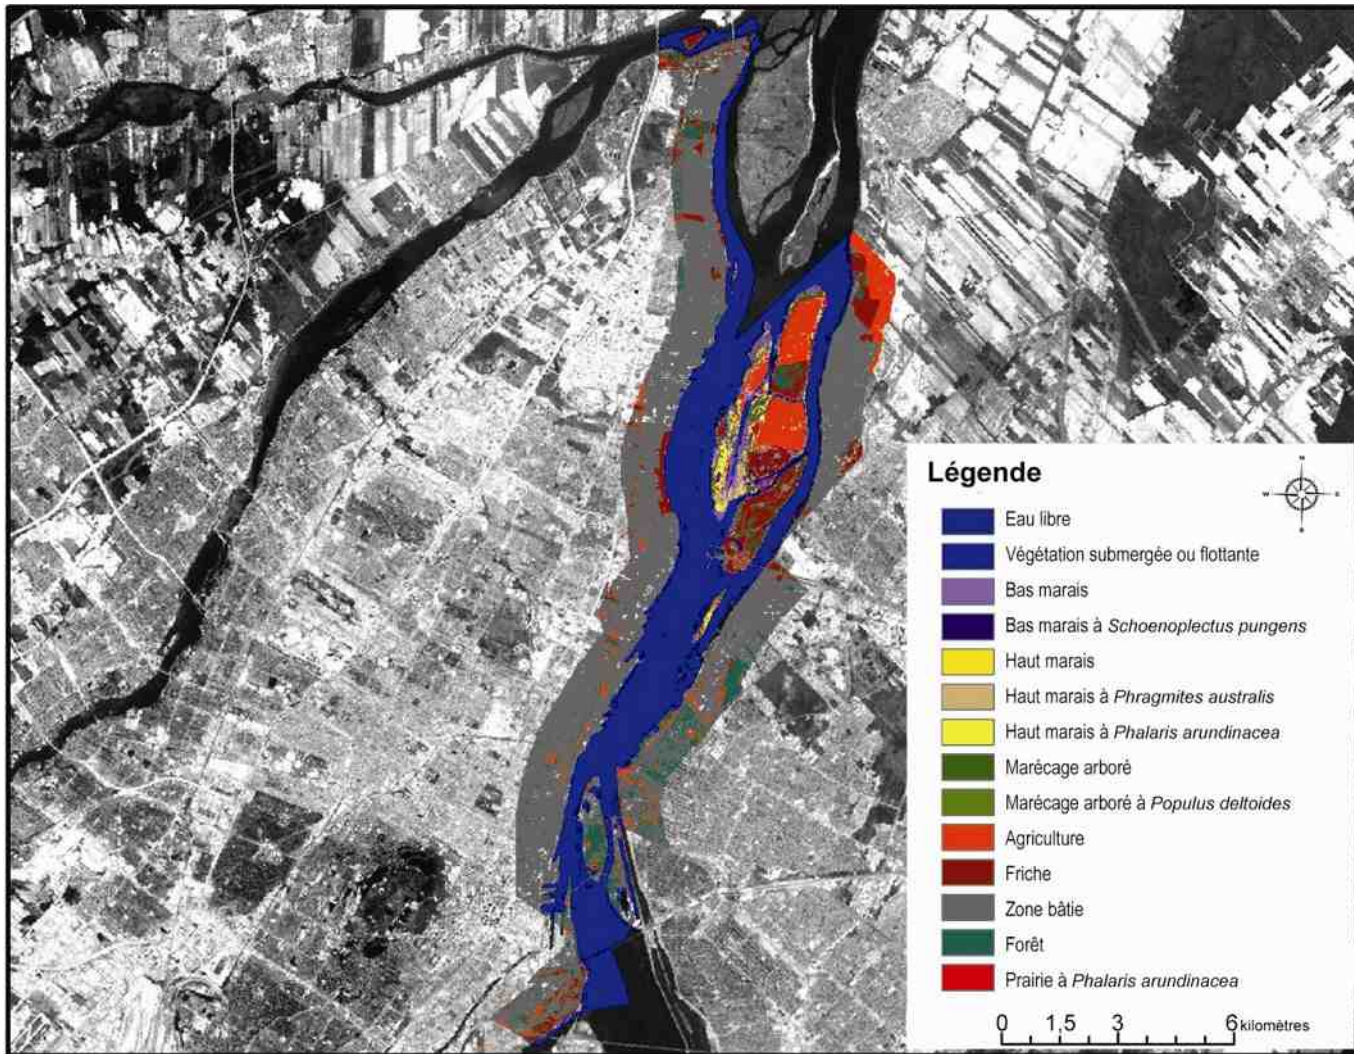 Légende
N
W
E
S
Eau libre
Végétation submergée ou flottante
Bas marais
Bas marais à Schoenoplectus pungens
Haut marais
Haut marais à Phragmites australis
Haut marais à Phalaris arundinacea
Marécage arboré
Marécage arboré à Populus deltoides
Agriculture
Friche
Zone bâtie
Forêt
Prairie à Phalaris arundinacea
0 1,5 3 6 kilomètres